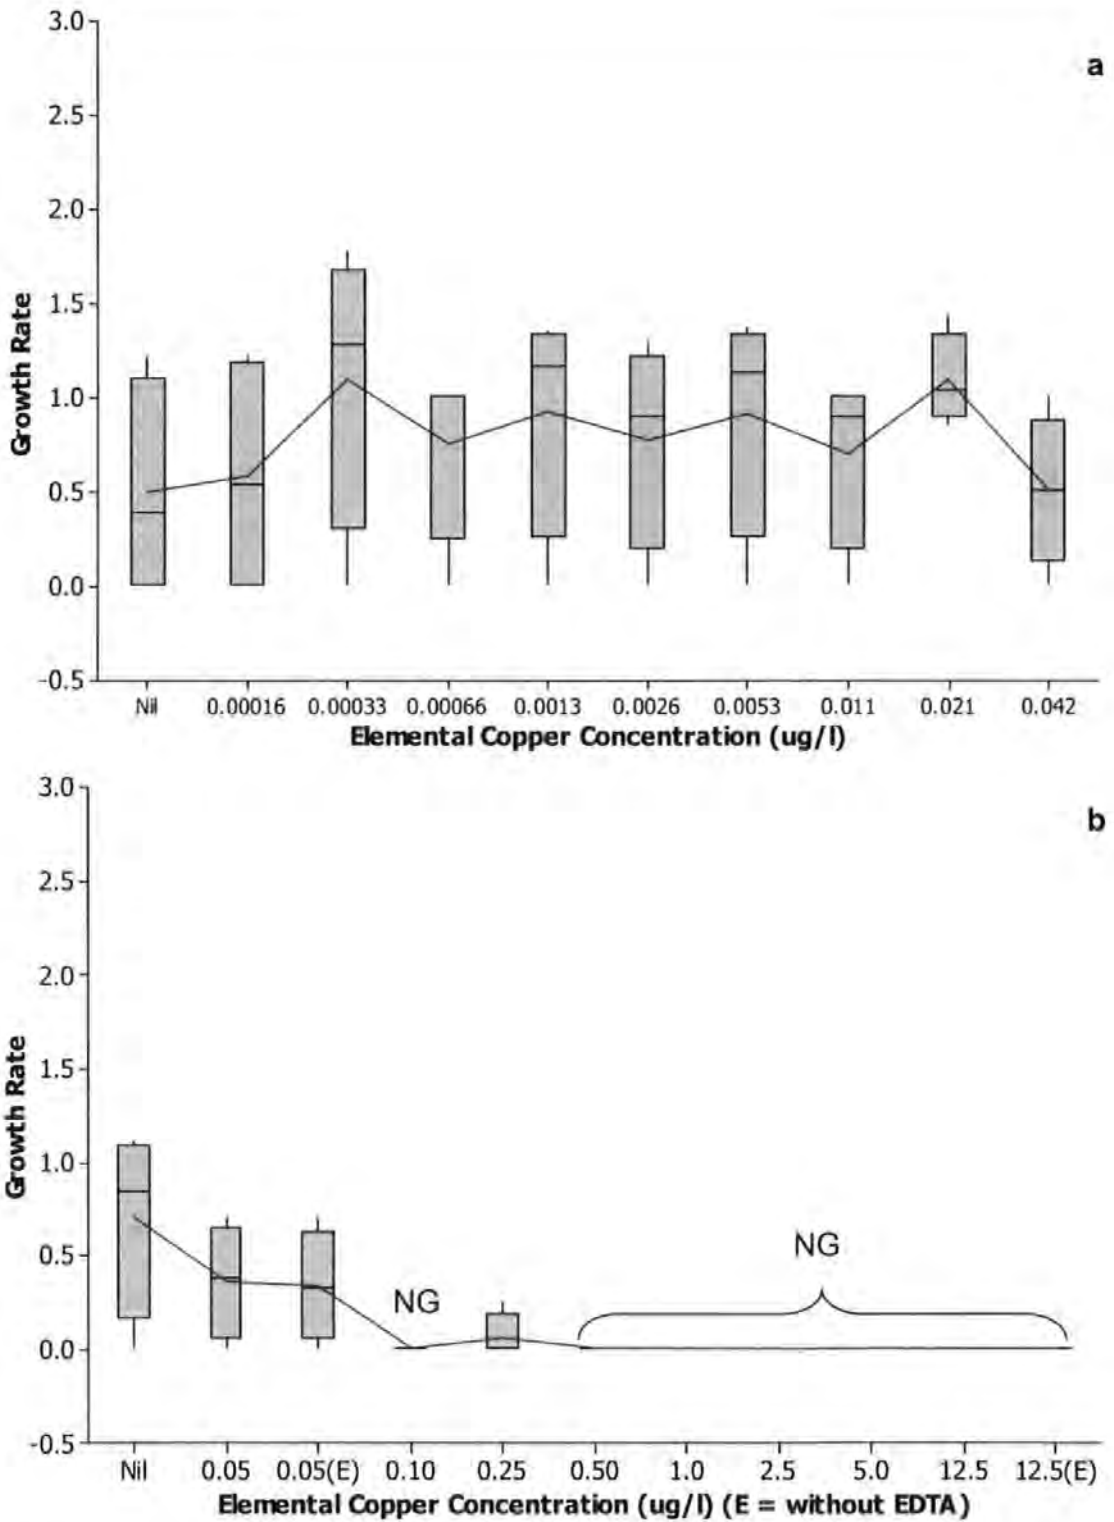 a
3.0
2.5
2.0
1.5
1.0
0.5
0.0
-0.5
Growth Rate
Nil 0.00016 0.00033 0.00066 0.0013 0.0026 0.0053 0.011 0.021 0.042
Elemental Copper Concentration (ug/l)
b
3.0
2.5
2.0
1.5
1.0
0.5
0.0
-0.5
Growth Rate
NG
NG
Nil 0.05 0.05(E) 0.10 0.25 0.50 1.0 2.5 5.0 12.5 12.5(E)
Elemental Copper Concentration (ug/l) (E = without EDTA)